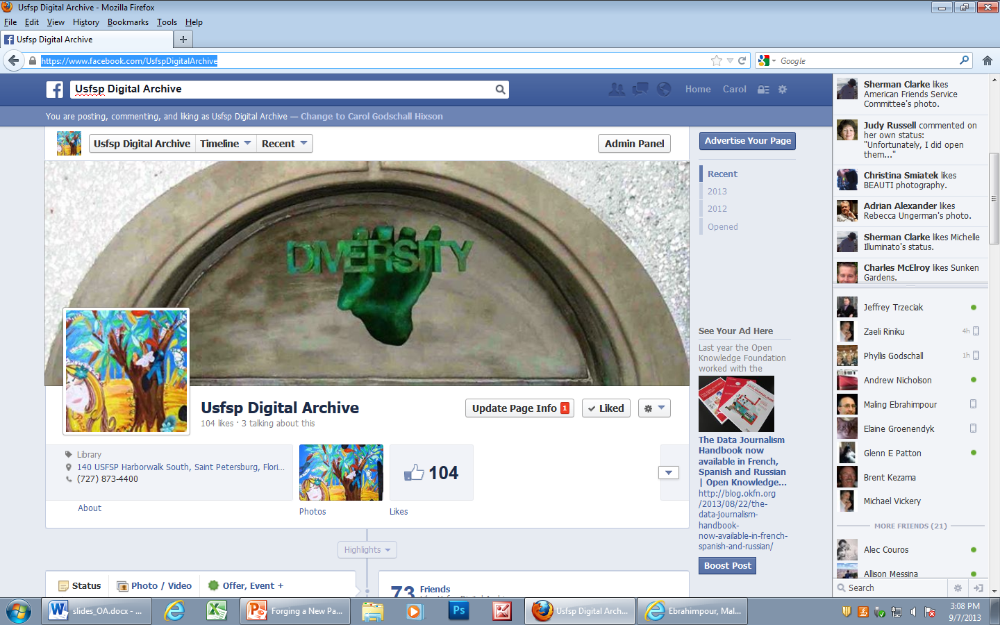 Usfsp Digital Archive - Mozilla Firefox
File Edit View History Bookmarks Tools Help
Usfsp Digital Archive
https://www.facebook.com/UsfspDigitalArchive
Google
Usfsp Digital Archive
Home Carol
You are posting, commenting, and liking as Usfsp Digital Archive — Change to Carol Godschall Hixson
Usfsp Digital Archive Timeline Recent
Admin Panel
DIVERSITY
Usfsp Digital Archive
104 likes · 3 talking about this
Update Page Info 1
Liked
Library
140 USFSP Harborwalk South, Saint Petersburg, Flori...
(727) 873-4400
About
Photos
104
Likes
Highlights
Status Photo / Video Offer, Event +
73 Friends
Advertise Your Page
Recent
2013
2012
Opened
See Your Ad Here
Last year the Open
Knowledge Foundation
worked with the
The Data Journalism
Handbook now
available in French,
Spanish and Russian
| Open Knowledge...
http://blog.okfn.org
/2013/08/22/the-
data-journalism-
handbook-
now-available-in-french-
spanish-and-russian/
Boost Post
Sherman Clarke likes
American Friends Service
Committee's photo.
Judy Russell commented on
her own status:
"Unfortunately, I did open
them..."
Christina Smiatek likes
BEAUTI photography.
Adrian Alexander likes
Rebecca Ungerman's photo.
Sherman Clarke likes Michelle
Illuminato's status.
Charles McElroy likes Sunken
Gardens.
Jeffrey Trzeciak
Zaeli Riniku 4h
Phyllis Godschall 1h
Andrew Nicholson
Maling Ebrahimpour
Elaine Groenendyk
Glenn E Patton
Brent Kezama
Michael Vickery
MORE FRIENDS (21)
Alec Couros
Allison Messina
Search
slides_OA.docx - ...
Forging a New Pa...
Ps
Usfsp Digital Arch...
Ebrahimpour, Mal...
3:08 PM
9/7/2013